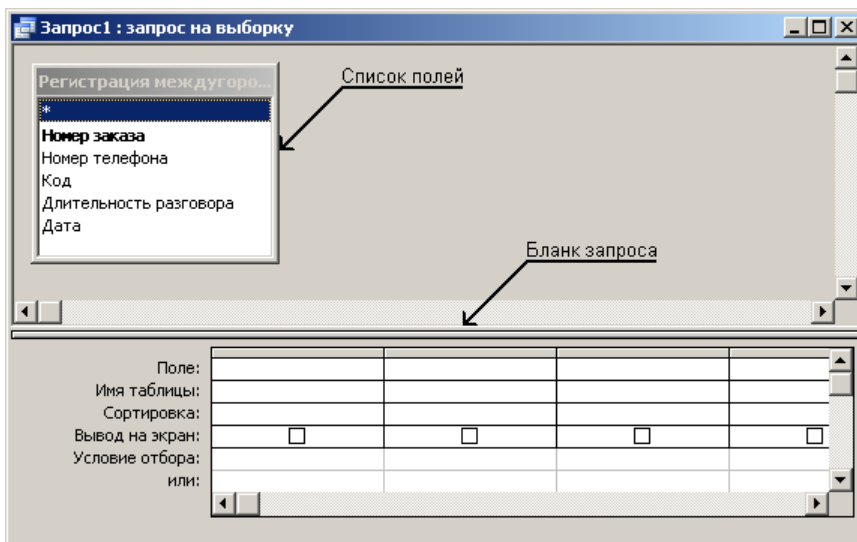 Запрос1 : запрос на выборку
Регистрация междугоро...
Список полей
*
Номер заказа
Номер телефона
Код
Длительность разговора
Дата
Бланк запроса
Поле:
Имя таблицы:
Сортировка:
Вывод на экран:
Условие отбора:
или: